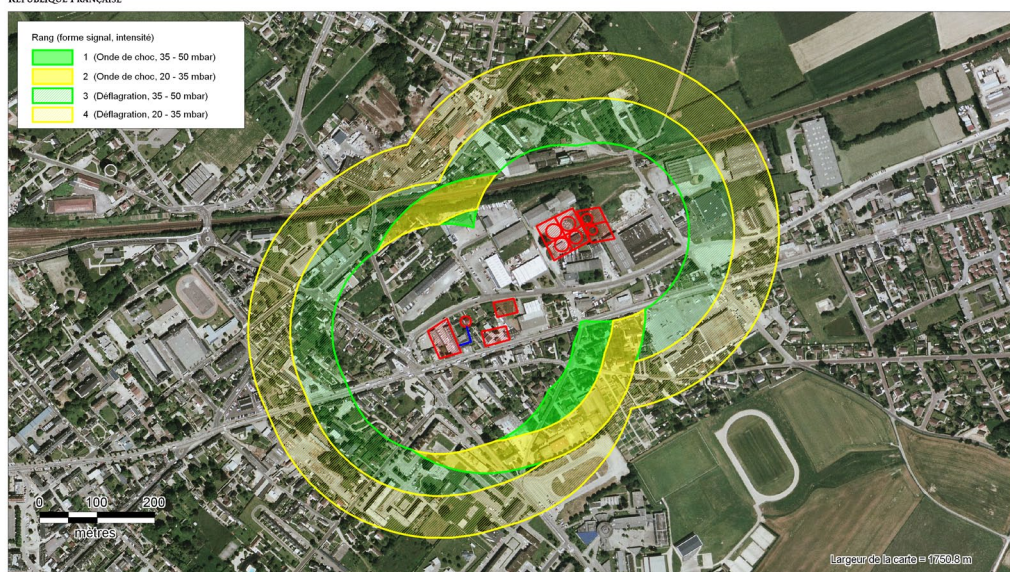 RÉPUBLIQUE FRANÇAISE
Rang (forme signal, intensité)
1 (Onde de choc, 35 - 50 mbar)
2 (Onde de choc, 20 - 35 mbar)
3 (Déflagration, 35 - 50 mbar)
4 (Déflagration, 20 - 35 mbar)
0 100 200
mètres
Largeur de la carte = 1750.8 m